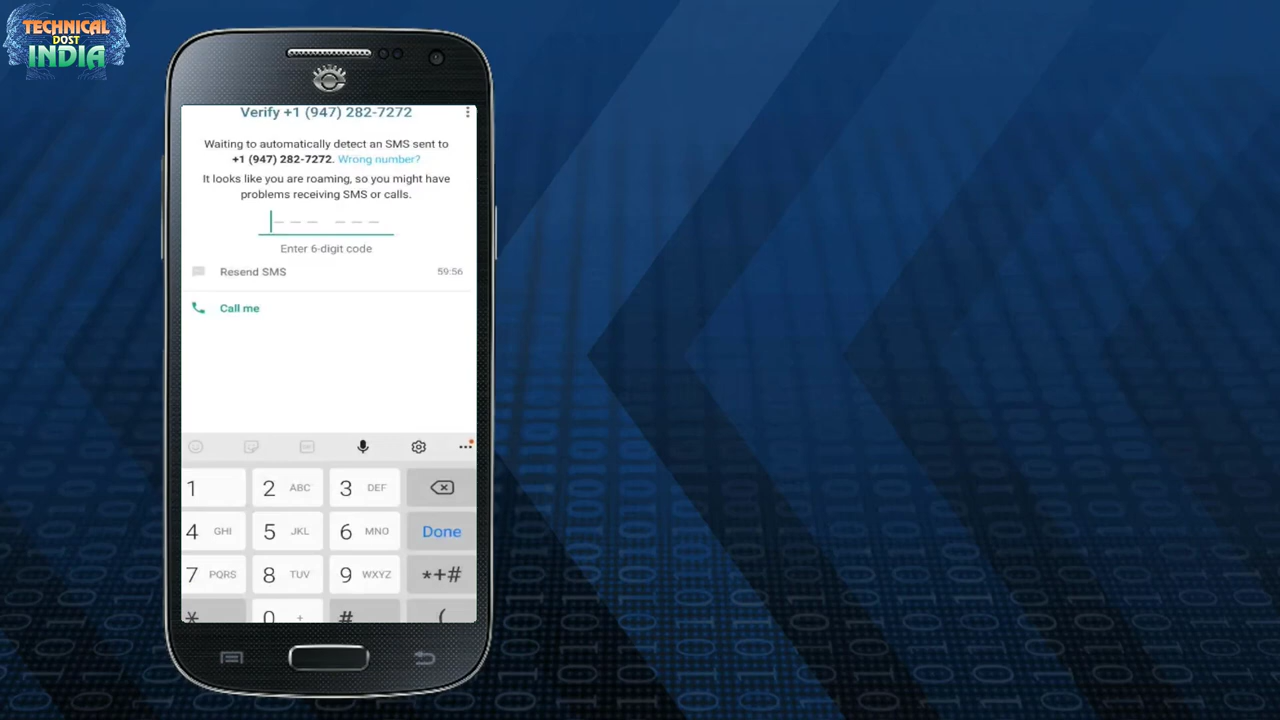 TECHNICAL
DOST
INDIA
Verify +1 (947) 282-7272
Waiting to automatically detect an SMS sent to
+1 (947) 282-7272. Wrong number?
It looks like you are roaming, so you might have
problems receiving SMS or calls.
Enter 6-digit code
Resend SMS 59:56
Call me
1 2 ABC 3 DEF
4 GHI 5 JKL 6 MNO Done
7 PQRS 8 TUV 9 WXYZ *+#
* 0 + # (